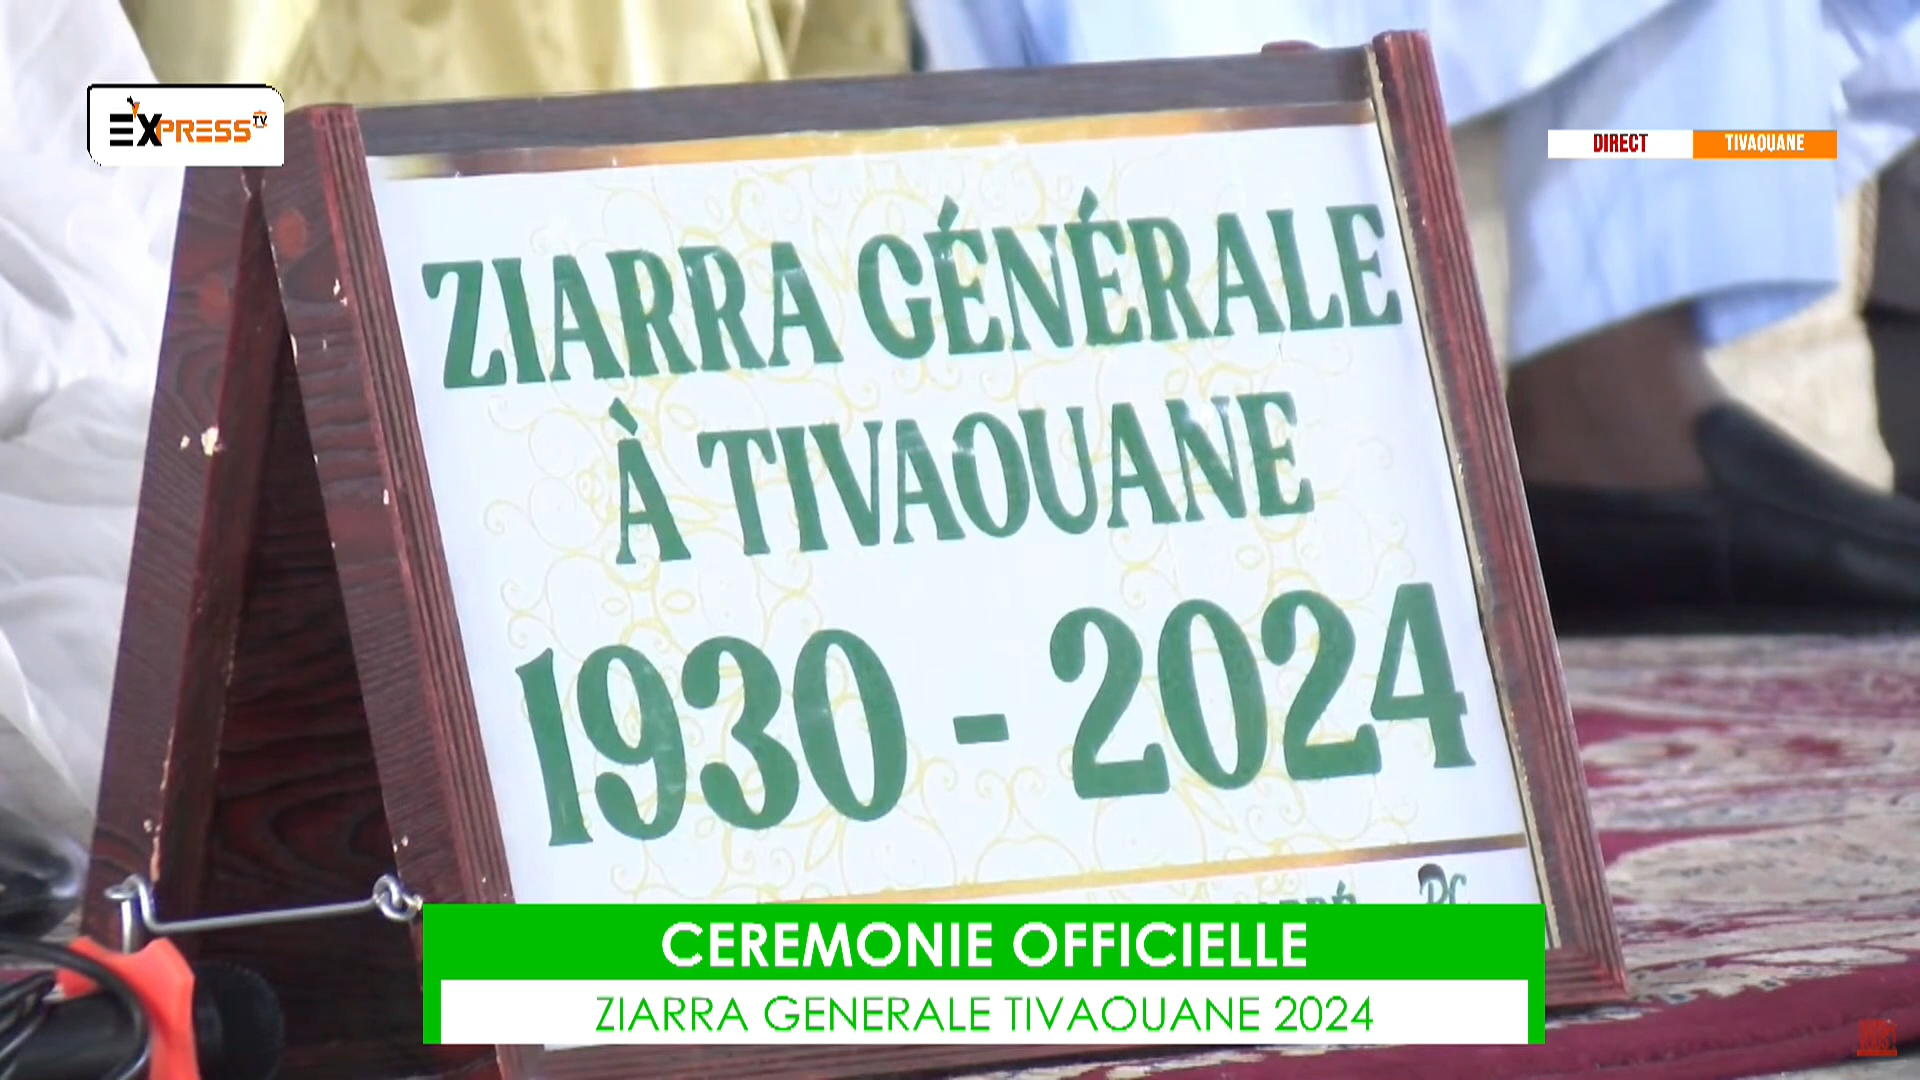 EXPRESS TV
DIRECT TIVAOUANE
ZIARRA GÉNÉRALE
À TIVAOUANE
1930 - 2024
CEREMONIE OFFICIELLE
ZIARRA GENERALE TIVAOUANE 2024